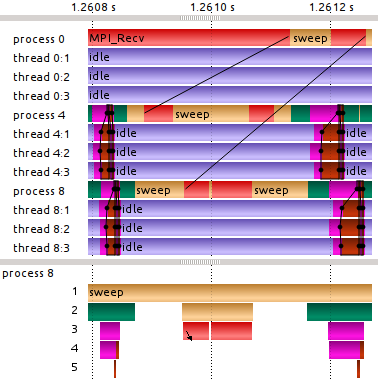 1.2608 s 1.2610 s 1.2612 s
process 0 MPI_Recv sweep
thread 0:1 idle
thread 0:2 idle
thread 0:3 idle
process 4 sweep
thread 4:1 idle idle
thread 4:2 idle idle
thread 4:3 idle idle
process 8 sweep sweep
thread 8:1 idle
thread 8:2 idle
thread 8:3 idle
process 8
1 sweep
2
3
4
5